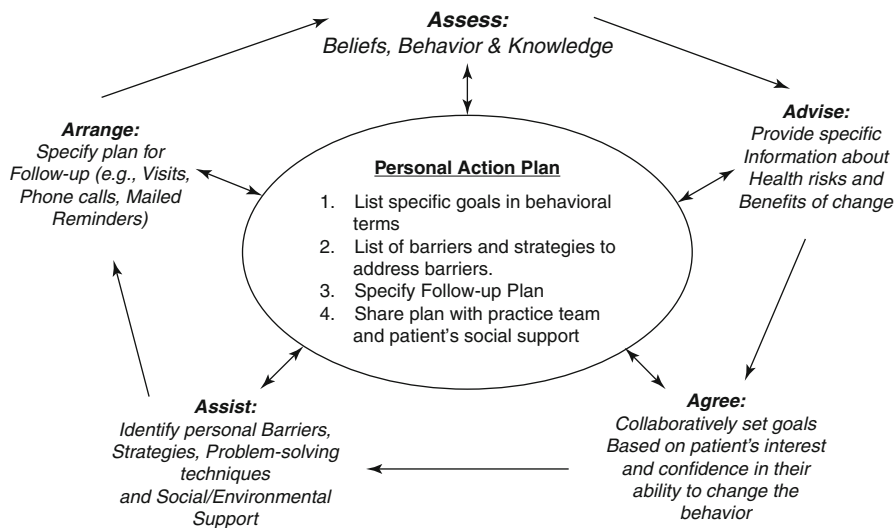 Assess:
Beliefs, Behavior & Knowledge
Advise:
Provide specific
Information about
Health risks and
Benefits of change
Agree:
Collaboratively set goals
Based on patient's interest
and confidence in their
ability to change the
behavior
Assist:
Identify personal Barriers,
Strategies, Problem-solving
techniques
and Social/Environmental
Support
Arrange:
Specify plan for
Follow-up (e.g., Visits,
Phone calls, Mailed
Reminders)
Personal Action Plan
1. List specific goals in behavioral
terms
2. List of barriers and strategies to
address barriers.
3. Specify Follow-up Plan
4. Share plan with practice team
and patient's social support